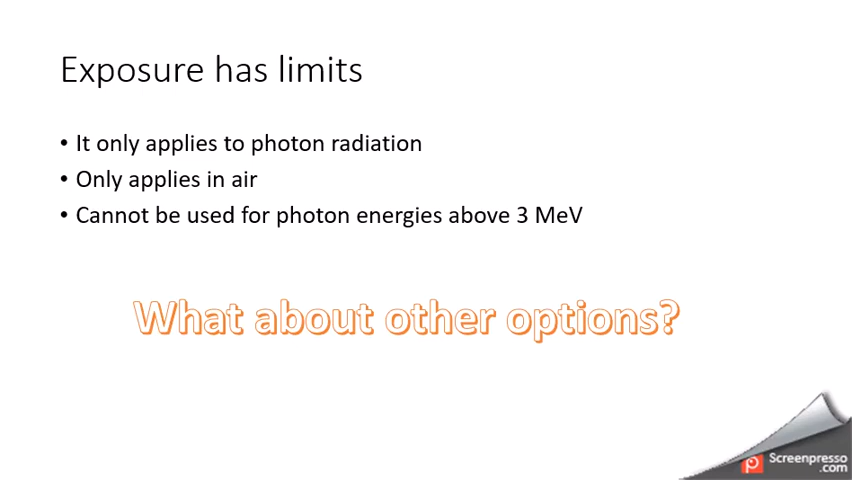 Exposure has limits
• It only applies to photon radiation
• Only applies in air
• Cannot be used for photon energies above 3 MeV
What about other options?
Screenpresso
.com